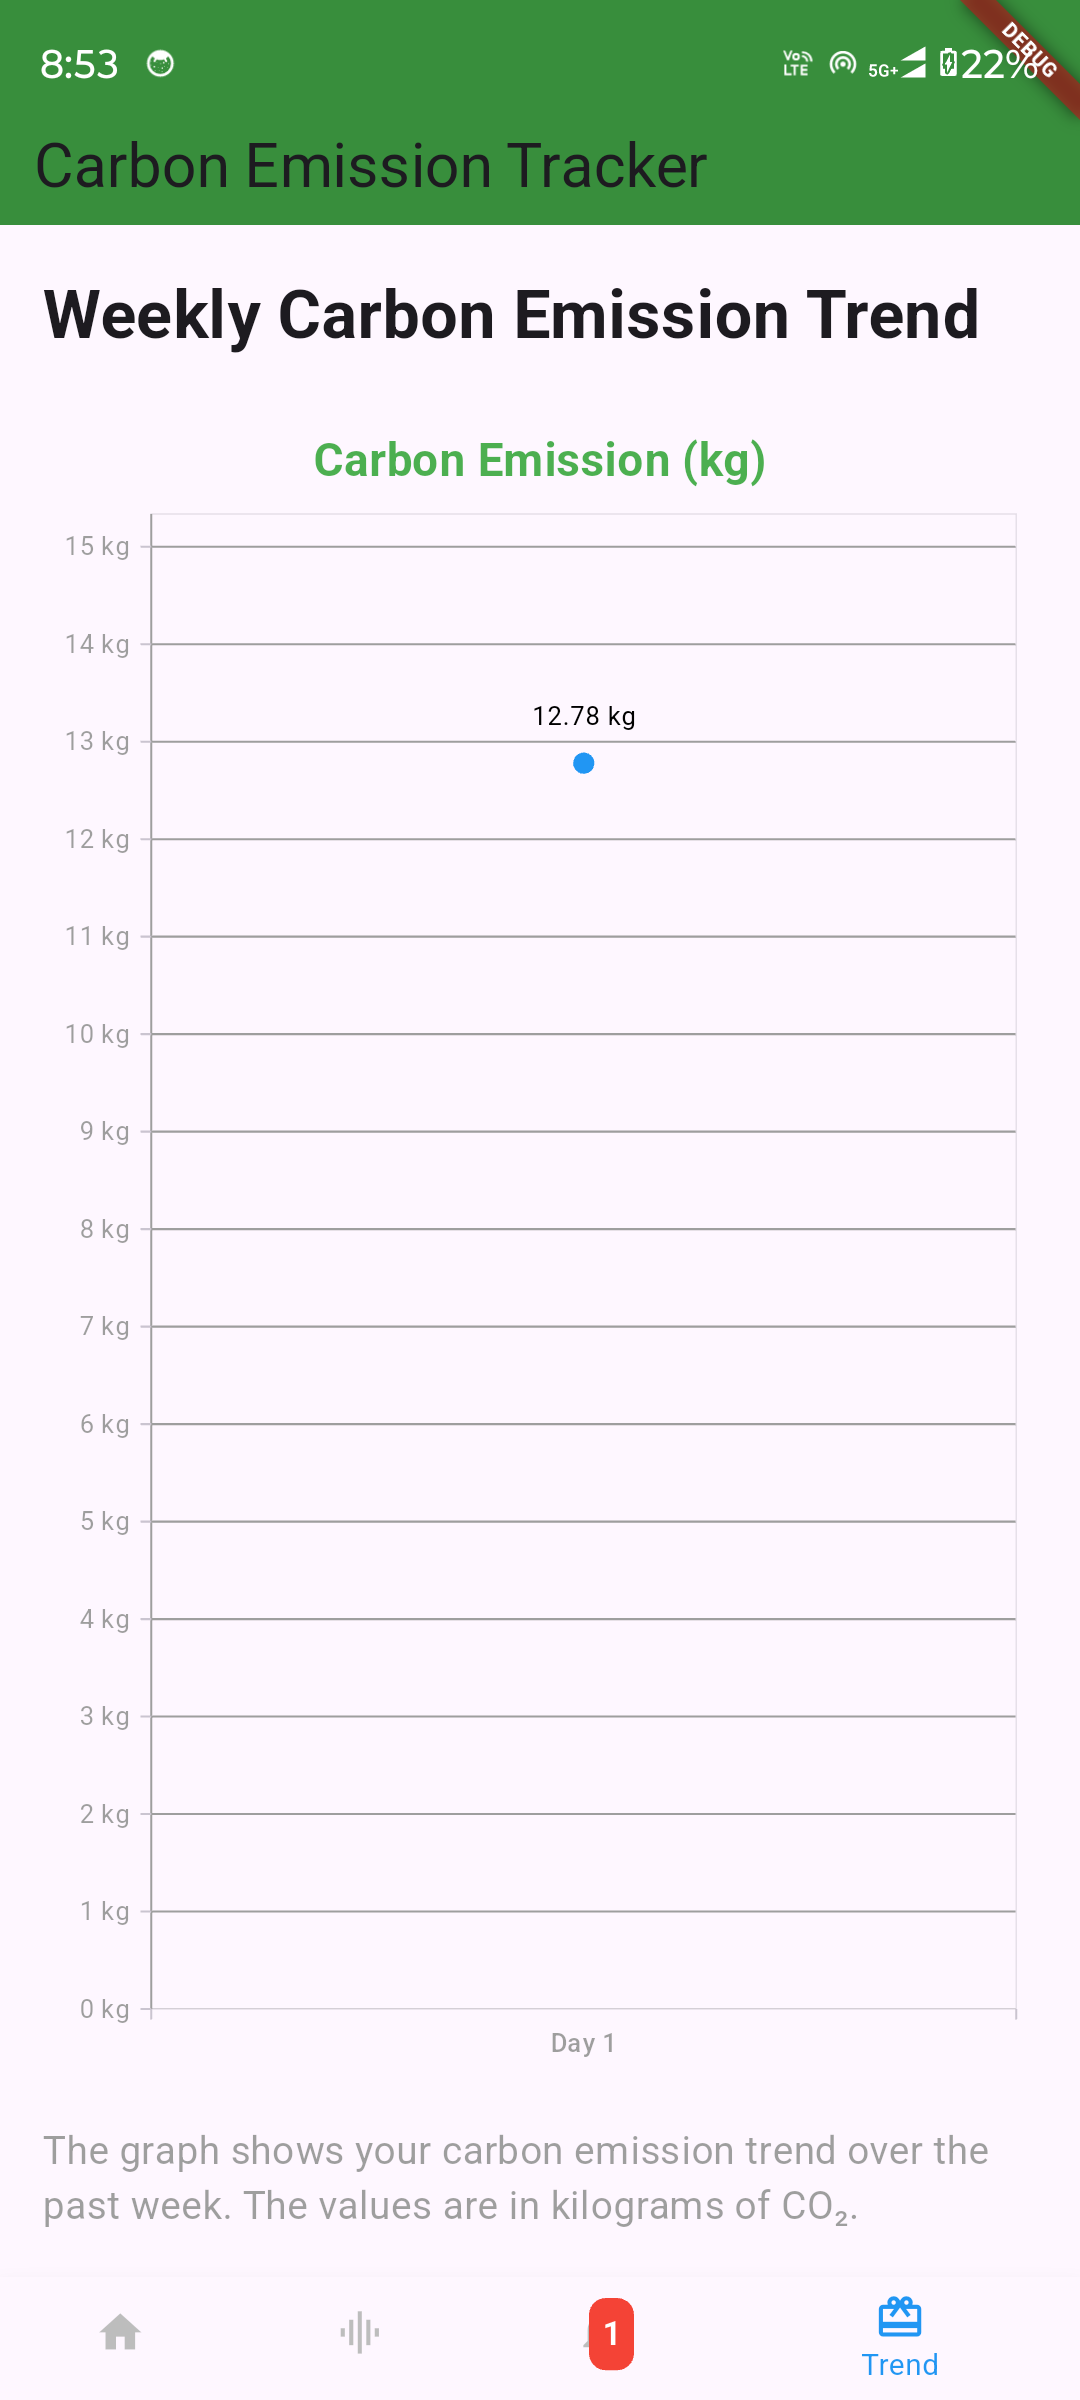 8:53
Vo LTE 5G+ 22%
DEBUG
Carbon Emission Tracker
Weekly Carbon Emission Trend
Carbon Emission (kg)
15 kg
14 kg
12.78 kg
13 kg
12 kg
11 kg
10 kg
9 kg
8 kg
7 kg
6 kg
5 kg
4 kg
3 kg
2 kg
1 kg
0 kg
Day 1
The graph shows your carbon emission trend over the
past week. The values are in kilograms of CO₂.
1
Trend